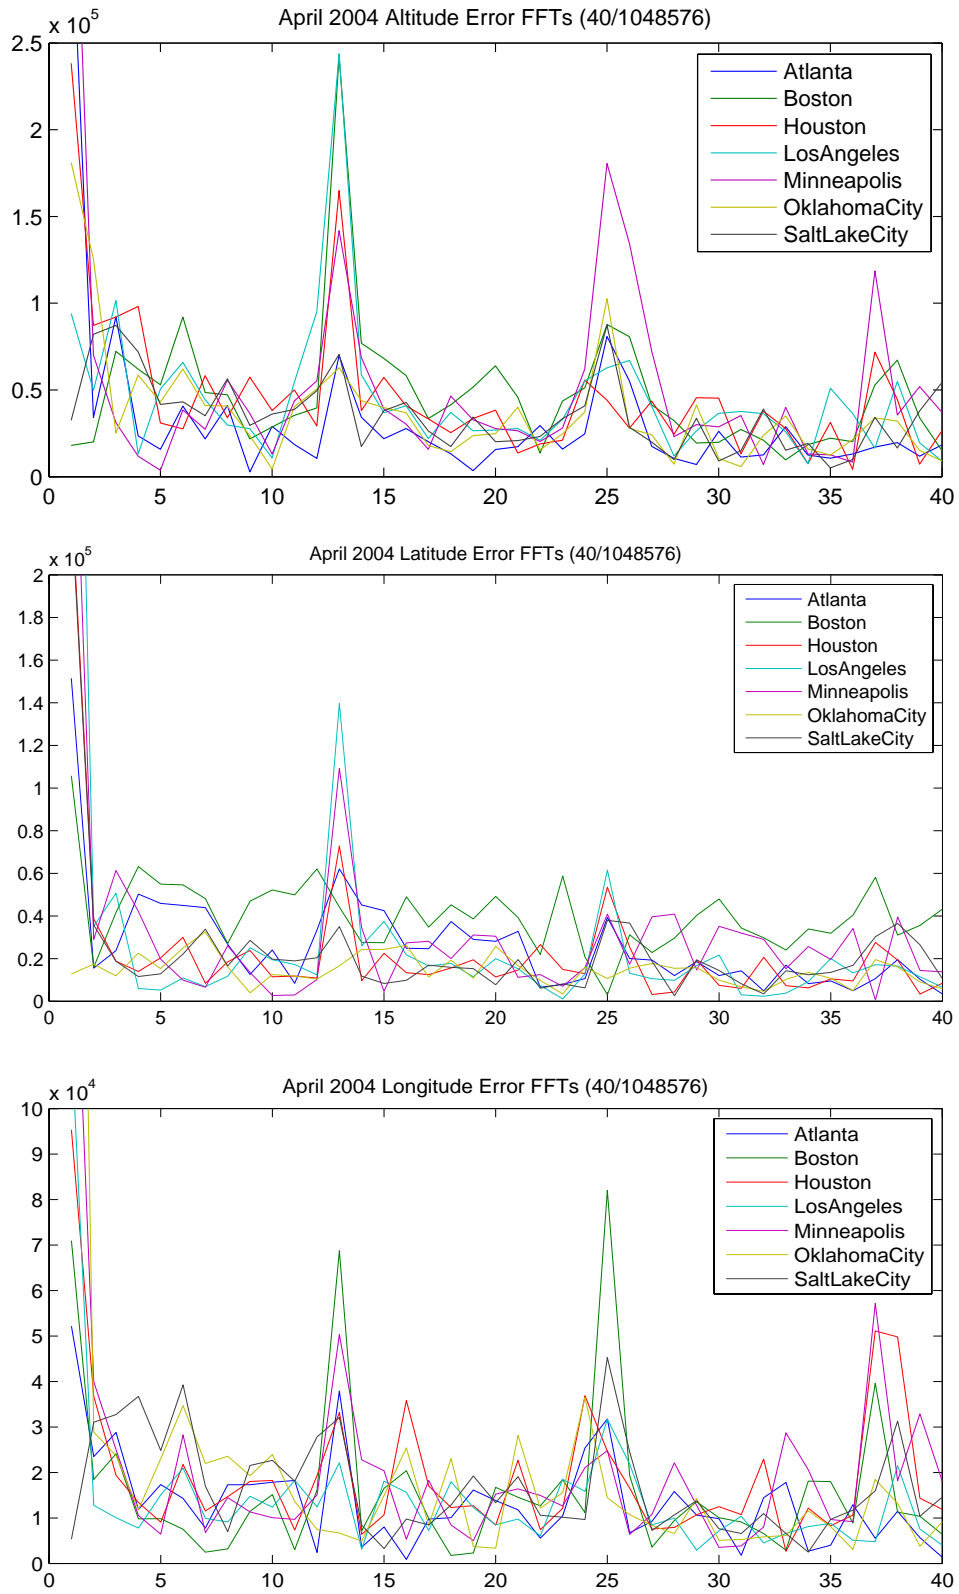 April 2004 Altitude Error FFTs (40/1048576)
x 10^5
2.5
2
1.5
1
0.5
0
0 5 10 15 20 25 30 35 40
Atlanta
Boston
Houston
LosAngeles
Minneapolis
OklahomaCity
SaltLakeCity
April 2004 Latitude Error FFTs (40/1048576)
x 10^5
2
1.8
1.6
1.4
1.2
1
0.8
0.6
0.4
0.2
0
0 5 10 15 20 25 30 35 40
Atlanta
Boston
Houston
LosAngeles
Minneapolis
OklahomaCity
SaltLakeCity
April 2004 Longitude Error FFTs (40/1048576)
x 10^4
10
9
8
7
6
5
4
3
2
1
0
0 5 10 15 20 25 30 35 40
Atlanta
Boston
Houston
LosAngeles
Minneapolis
OklahomaCity
SaltLakeCity